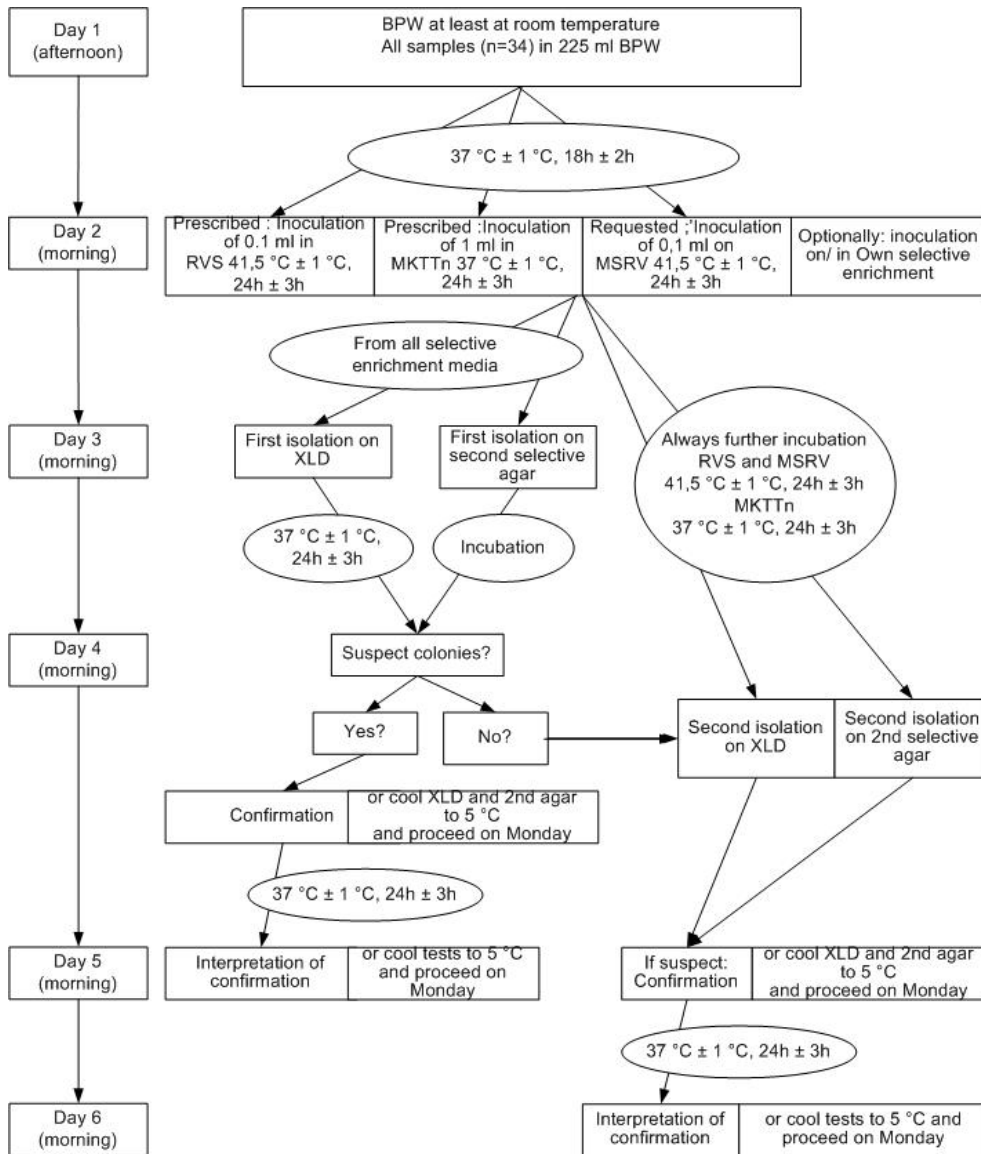 Day 1
(afternoon)
BPW at least at room temperature
All samples (n=34) in 225 ml BPW
37 °C ± 1 °C, 18h ± 2h
Day 2
(morning)
Prescribed : Inoculation
of 0.1 ml in
RVS 41,5 °C ± 1 °C,
24h ± 3h
Prescribed :Inoculation
of 1 ml in
MKTTn 37 °C ± 1 °C,
24h ± 3h
Requested ;'Inoculation
of 0,1 ml on
MSRV 41,5 °C ± 1 °C,
24h ± 3h
Optionally: inoculation
on/ in Own selective
enrichment
From all selective
enrichment media
Day 3
(morning)
First isolation on
XLD
First isolation on
second selective
agar
Always further incubation
RVS and MSRV
41,5 °C ± 1 °C, 24h ± 3h
MKTTn
37 °C ± 1 °C, 24h ± 3h
37 °C ± 1 °C,
24h ± 3h
Incubation
Day 4
(morning)
Suspect colonies?
Yes?
No?
Second isolation
on XLD
Second isolation
on 2nd selective
agar
Confirmation
or cool XLD and 2nd agar
to 5 °C
and proceed on Monday
37 °C ± 1 °C, 24h ± 3h
Day 5
(morning)
Interpretation of
confirmation
or cool tests to 5 °C
and proceed on
Monday
If suspect:
Confirmation
or cool XLD and 2nd agar
to 5 °C
and proceed on Monday
37 °C ± 1 °C, 24h ± 3h
Day 6
(morning)
Interpretation of
confirmation
or cool tests to 5 °C and
proceed on Monday